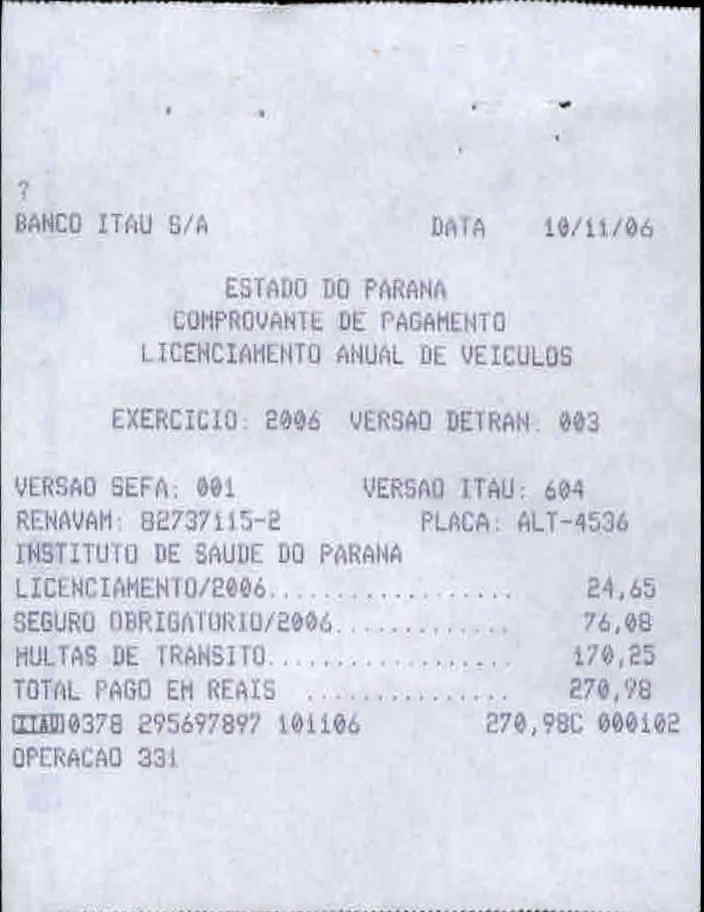 ?
BANCO ITAU S/A DATA 10/11/06
ESTADO DO PARANA
COMPROVANTE DE PAGAMENTO
LICENCIAMENTO ANUAL DE VEICULOS
EXERCICIO: 2006 VERSAO DETRAN: 003
VERSAO SEFA: 001 VERSAO ITAU: 604
RENAVAM: 82737115-2 PLACA: ALT-4536
INSTITUTO DE SAUDE DO PARANA
LICENCIAMENTO/2006................... 24,65
SEGURO OBRIGATORIO/2006.............. 76,08
MULTAS DE TRANSITO................... 170,25
TOTAL PAGO EM REAIS ................ 270,98
ITAU0378 295697897 101106 270,98C 000102
OPERACAO 331